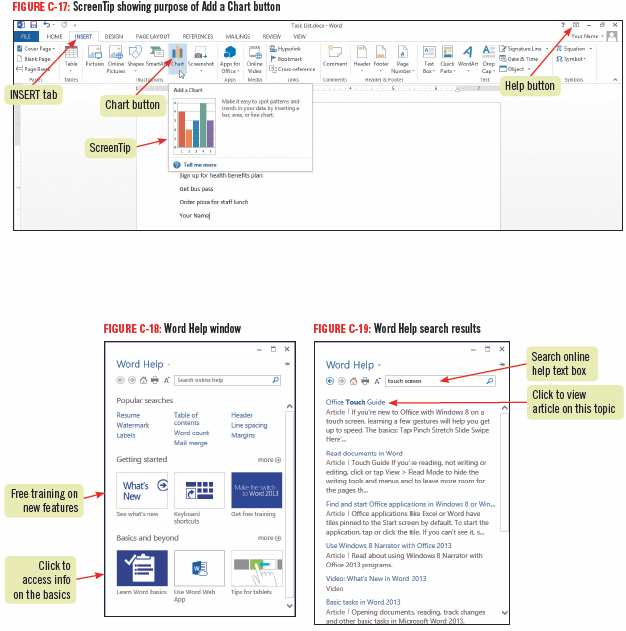 FIGURE C-17: ScreenTip showing purpose of Add a Chart button
Task List.docx - Word
FILE HOME INSERT DESIGN PAGE LAYOUT REFERENCES MAILINGS REVIEW VIEW Your Name
Cover Page
Blank Page
Page Break
Table
Pictures
Online Pictures
Shapes
SmartArt
Chart
Screenshot
Apps for Office
Online Video
Hyperlink
Bookmark
Cross-reference
Comment
Header
Footer
Page Number
Text Box
Quick Parts
WordArt
Drop Cap
Signature Line
Date & Time
Object
Equation
Symbol
Tables
Illustrations
Apps
Media
Links
Comments
Header & Footer
Text
Symbols
INSERT tab
Chart button
Help button
ScreenTip
Add a Chart
Make it easy to spot patterns and
trends in your data by inserting a
bar, area, or line chart.
Tell me more
Sign up for health benefits plan
Get bus pass
Order pizza for staff lunch
Your Name
FIGURE C-18: Word Help window
Word Help
Search online help
Popular searches
Resume
Watermark
Labels
Table of
contents
Word count
Mail merge
Header
Line spacing
Margins
Getting started more
What's
New
Make the switch
to Word 2013
See what's new
Keyboard
shortcuts
Get free training
Basics and beyond more
Learn Word basics
Use Word Web
App
Tips for tablets
Free training on
new features
Click to
access info
on the basics
FIGURE C-19: Word Help search results
Word Help
touch screen
Office Touch Guide
Article | If you're new to Office with Windows 8 on a
touch screen, learning a few gestures will help you get
up to speed. The basics: Tap Pinch Stretch Slide Swipe
Here'...
Read documents in Word
Article | Touch Guide If you're reading, not writing or
editing, click or tap View > Read Mode to hide the
writing tools and menus and to leave more room for
the pages th...
Find and start Office applications in Windows 8 or Win...
Article | Office applications like Excel or Word have
tiles pinned to the Start screen by default. To start the
application, tap or click the tile. If you can't see it, s...
Use Windows 8 Narrator with Office 2013
Article | Read about using Windows 8 Narrator with
Office 2013 programs.
Video: What's New in Word 2013
Video
Basic tasks in Word 2013
Article | Opening documents, reading, track changes
and other basic tasks in Microsoft Word 2013.
Search online
help text box
Click to view
article on this topic